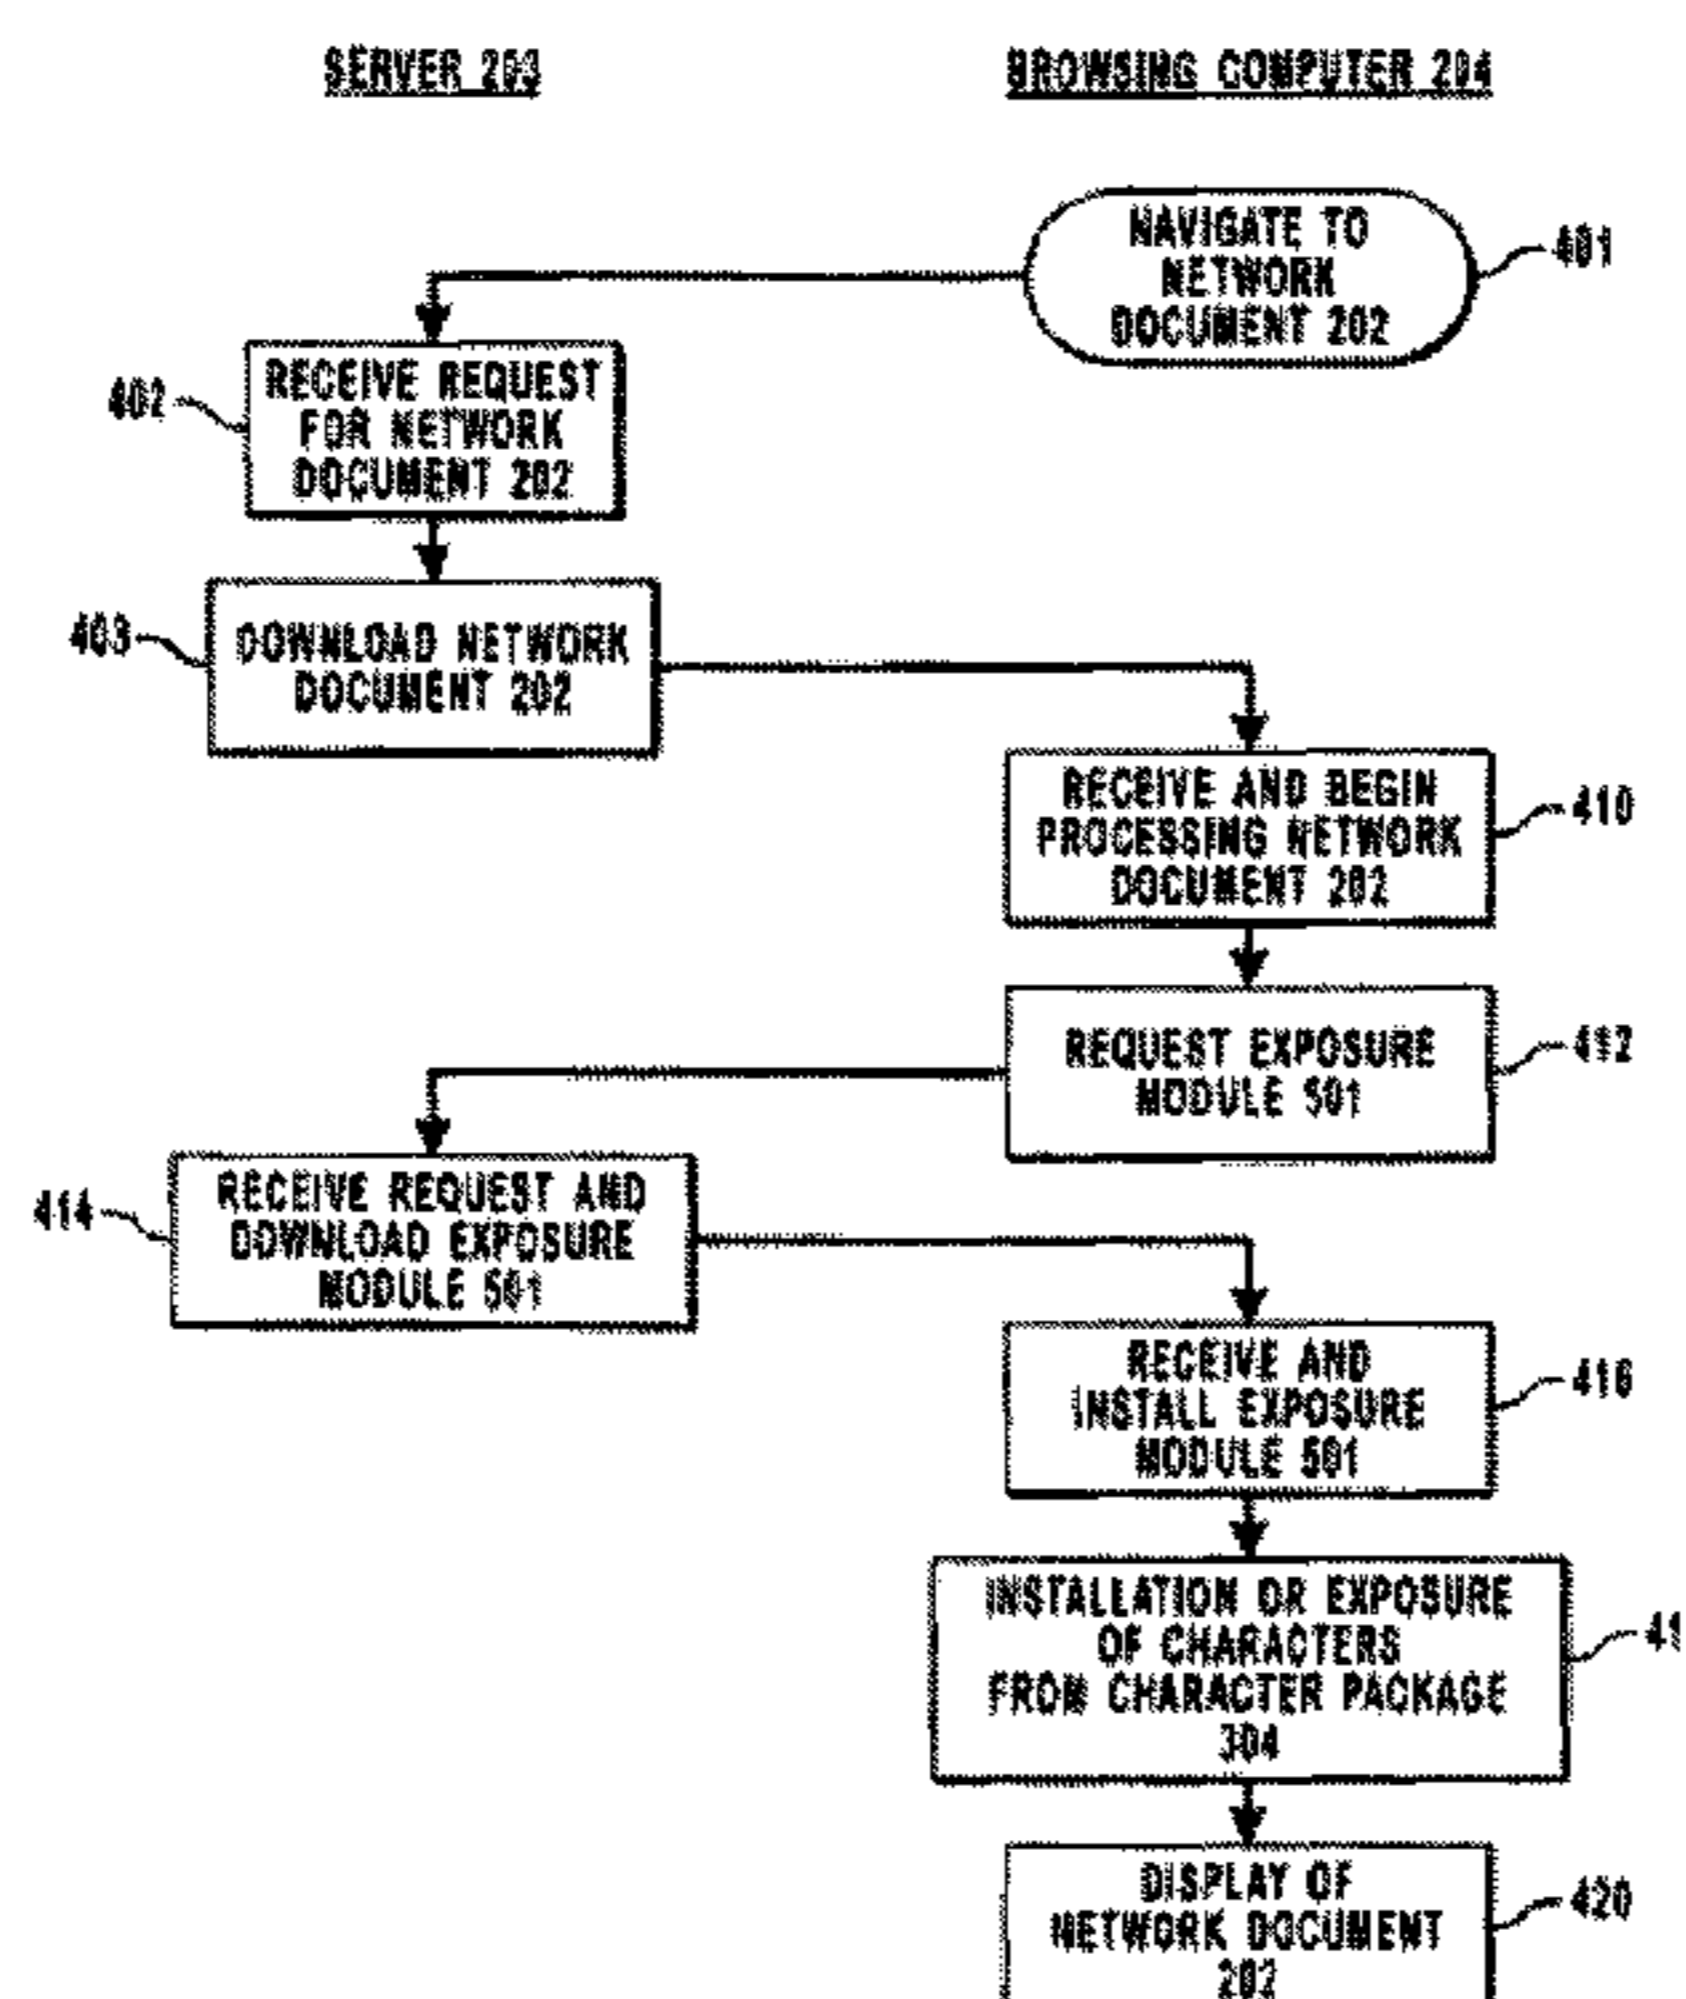 SERVER 203
BROWSING COMPUTER 204
NAVIGATE TO
NETWORK
DOCUMENT 202
401
RECEIVE REQUEST
FOR NETWORK
DOCUMENT 202
402
DOWNLOAD NETWORK
DOCUMENT 202
403
RECEIVE AND BEGIN
PROCESSING NETWORK
DOCUMENT 202
410
REQUEST EXPOSURE
MODULE 501
412
RECEIVE REQUEST AND
DOWNLOAD EXPOSURE
MODULE 501
414
RECEIVE AND
INSTALL EXPOSURE
MODULE 501
416
INSTALLATION OR EXPOSURE
OF CHARACTERS
FROM CHARACTER PACKAGE
304
41
DISPLAY OF
NETWORK DOCUMENT
202
420